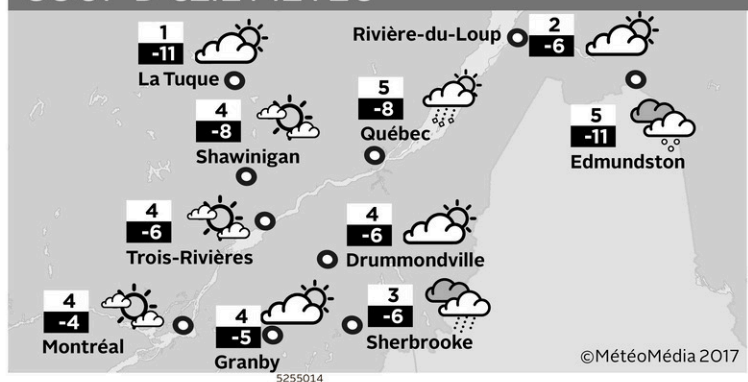 1
-11
La Tuque
Rivière-du-Loup
2
-6
4
-8
Shawinigan
5
-8
Québec
5
-11
Edmundston
4
-6
Trois-Rivières
4
-6
Drummondville
4
-4
Montréal
4
-5
Granby
3
-6
Sherbrooke
©MétéoMédia 2017
5255014